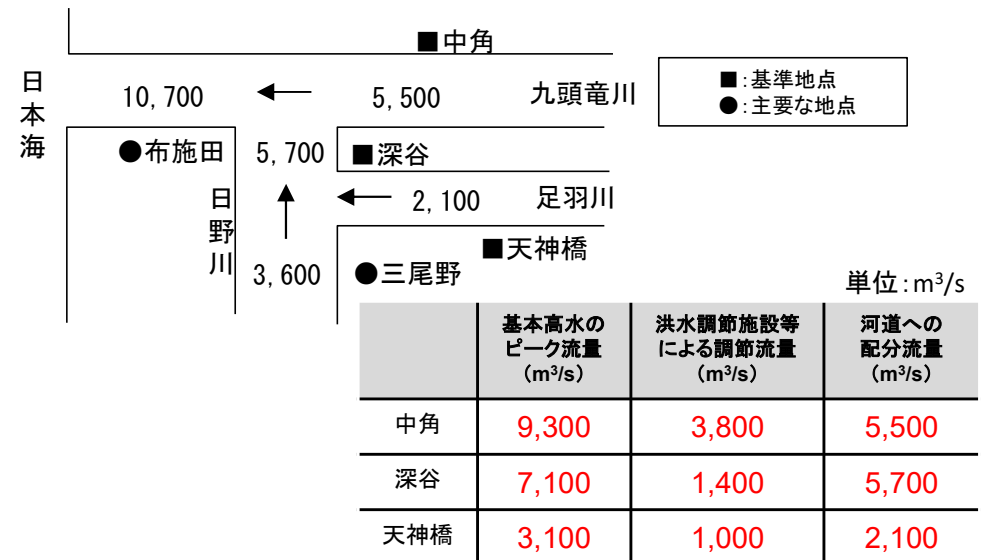 ■中角
日本海
10,700
5,500
九頭竜川
■:基準地点
●:主要な地点
●布施田
5,700
■深谷
日野川
2,100
足羽川
■天神橋
3,600
●三尾野
単位:m³/s
基本高水の
ピーク流量
(m³/s)
洪水調節施設等
による調節流量
(m³/s)
河道への
配分流量
(m³/s)
中角
9,300
3,800
5,500
深谷
7,100
1,400
5,700
天神橋
3,100
1,000
2,100